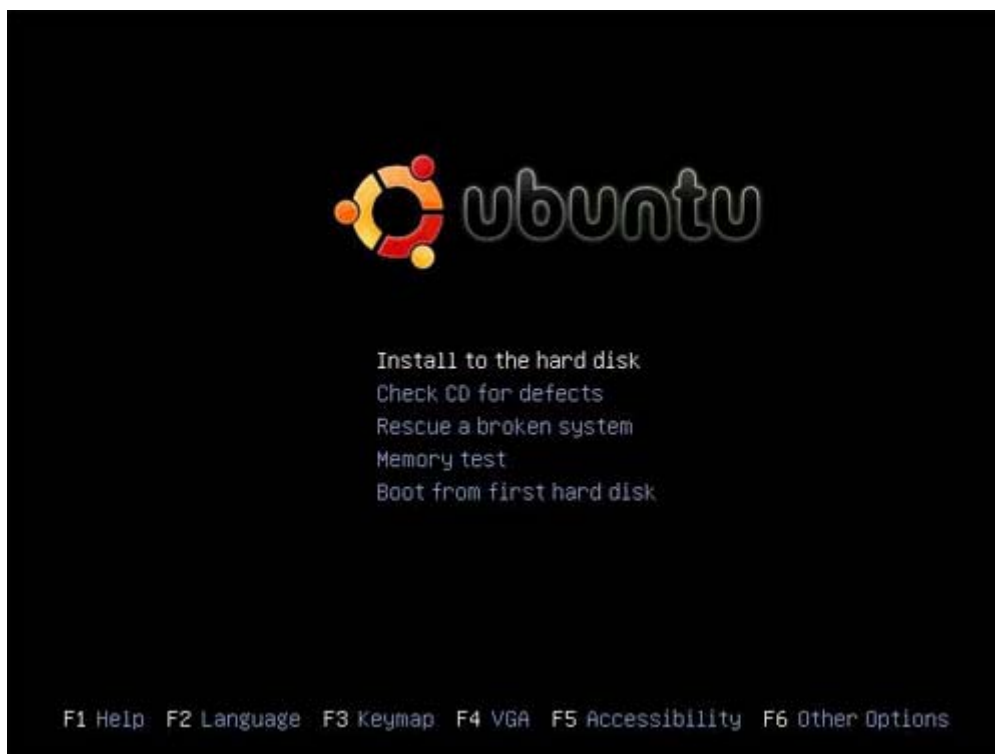 ubuntu
Install to the hard disk
Check CD for defects
Rescue a broken system
Memory test
Boot from first hard disk
F1 Help F2 Language F3 Keymap F4 VGA F5 Accessibility F6 Other Options